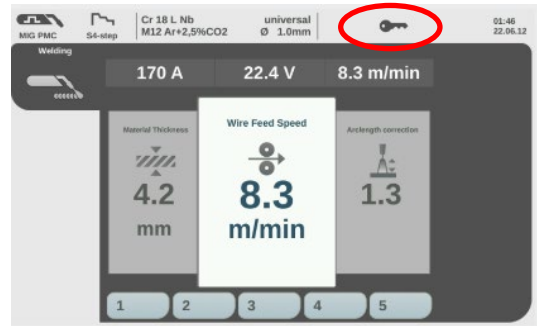 MIG PMC
S4-step
Cr 18 L Nb
M12 Ar+2,5%CO2
universal
Ø 1.0mm
01:46
22.06.12
Welding
170 A
22.4 V
8.3 m/min
Material Thickness
4.2
mm
Wire Feed Speed
8.3
m/min
Arclength correction
1.3
1
2
3
4
5